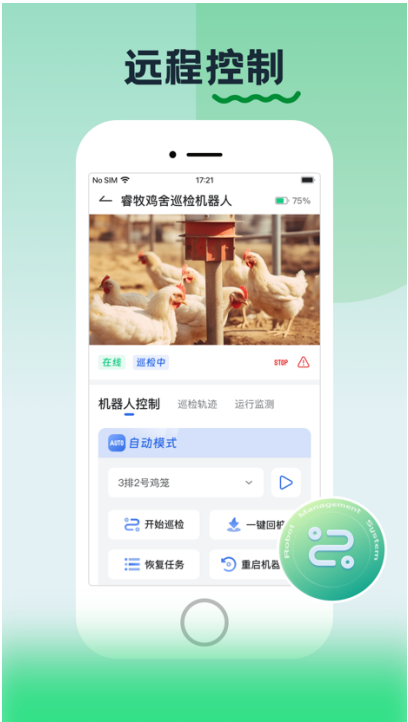 远程控制
No SIM 17:21
睿牧鸡舍巡检机器人 75%
在线 巡检中 STOP
机器人控制 巡检轨迹 运行监测
AUTO 自动模式
3排2号鸡笼
开始巡检 一键回机
恢复任务 重启机器
Robot Management System